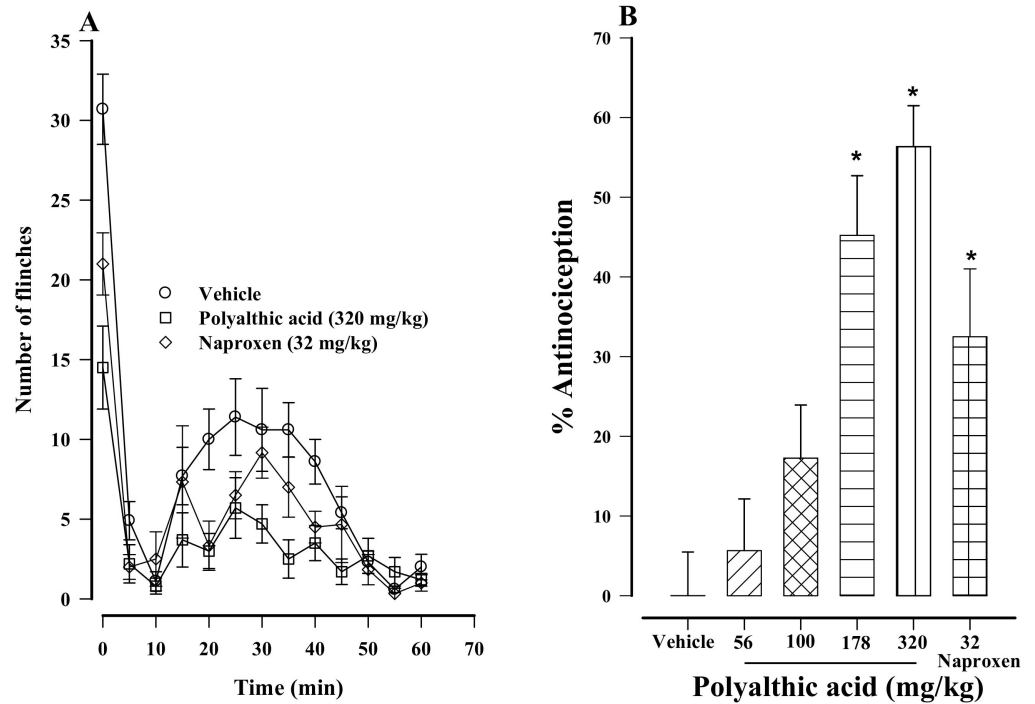 A
35
30
25
20
15
10
5
0
Number of flinches
Vehicle
Polyalthic acid (320 mg/kg)
Naproxen (32 mg/kg)
0 10 20 30 40 50 60 70
Time (min)
B
70
60
50
40
30
20
10
0
% Antinociception
* * *
Vehicle 56 100 178 320 32
Naproxen
Polyalthic acid (mg/kg)